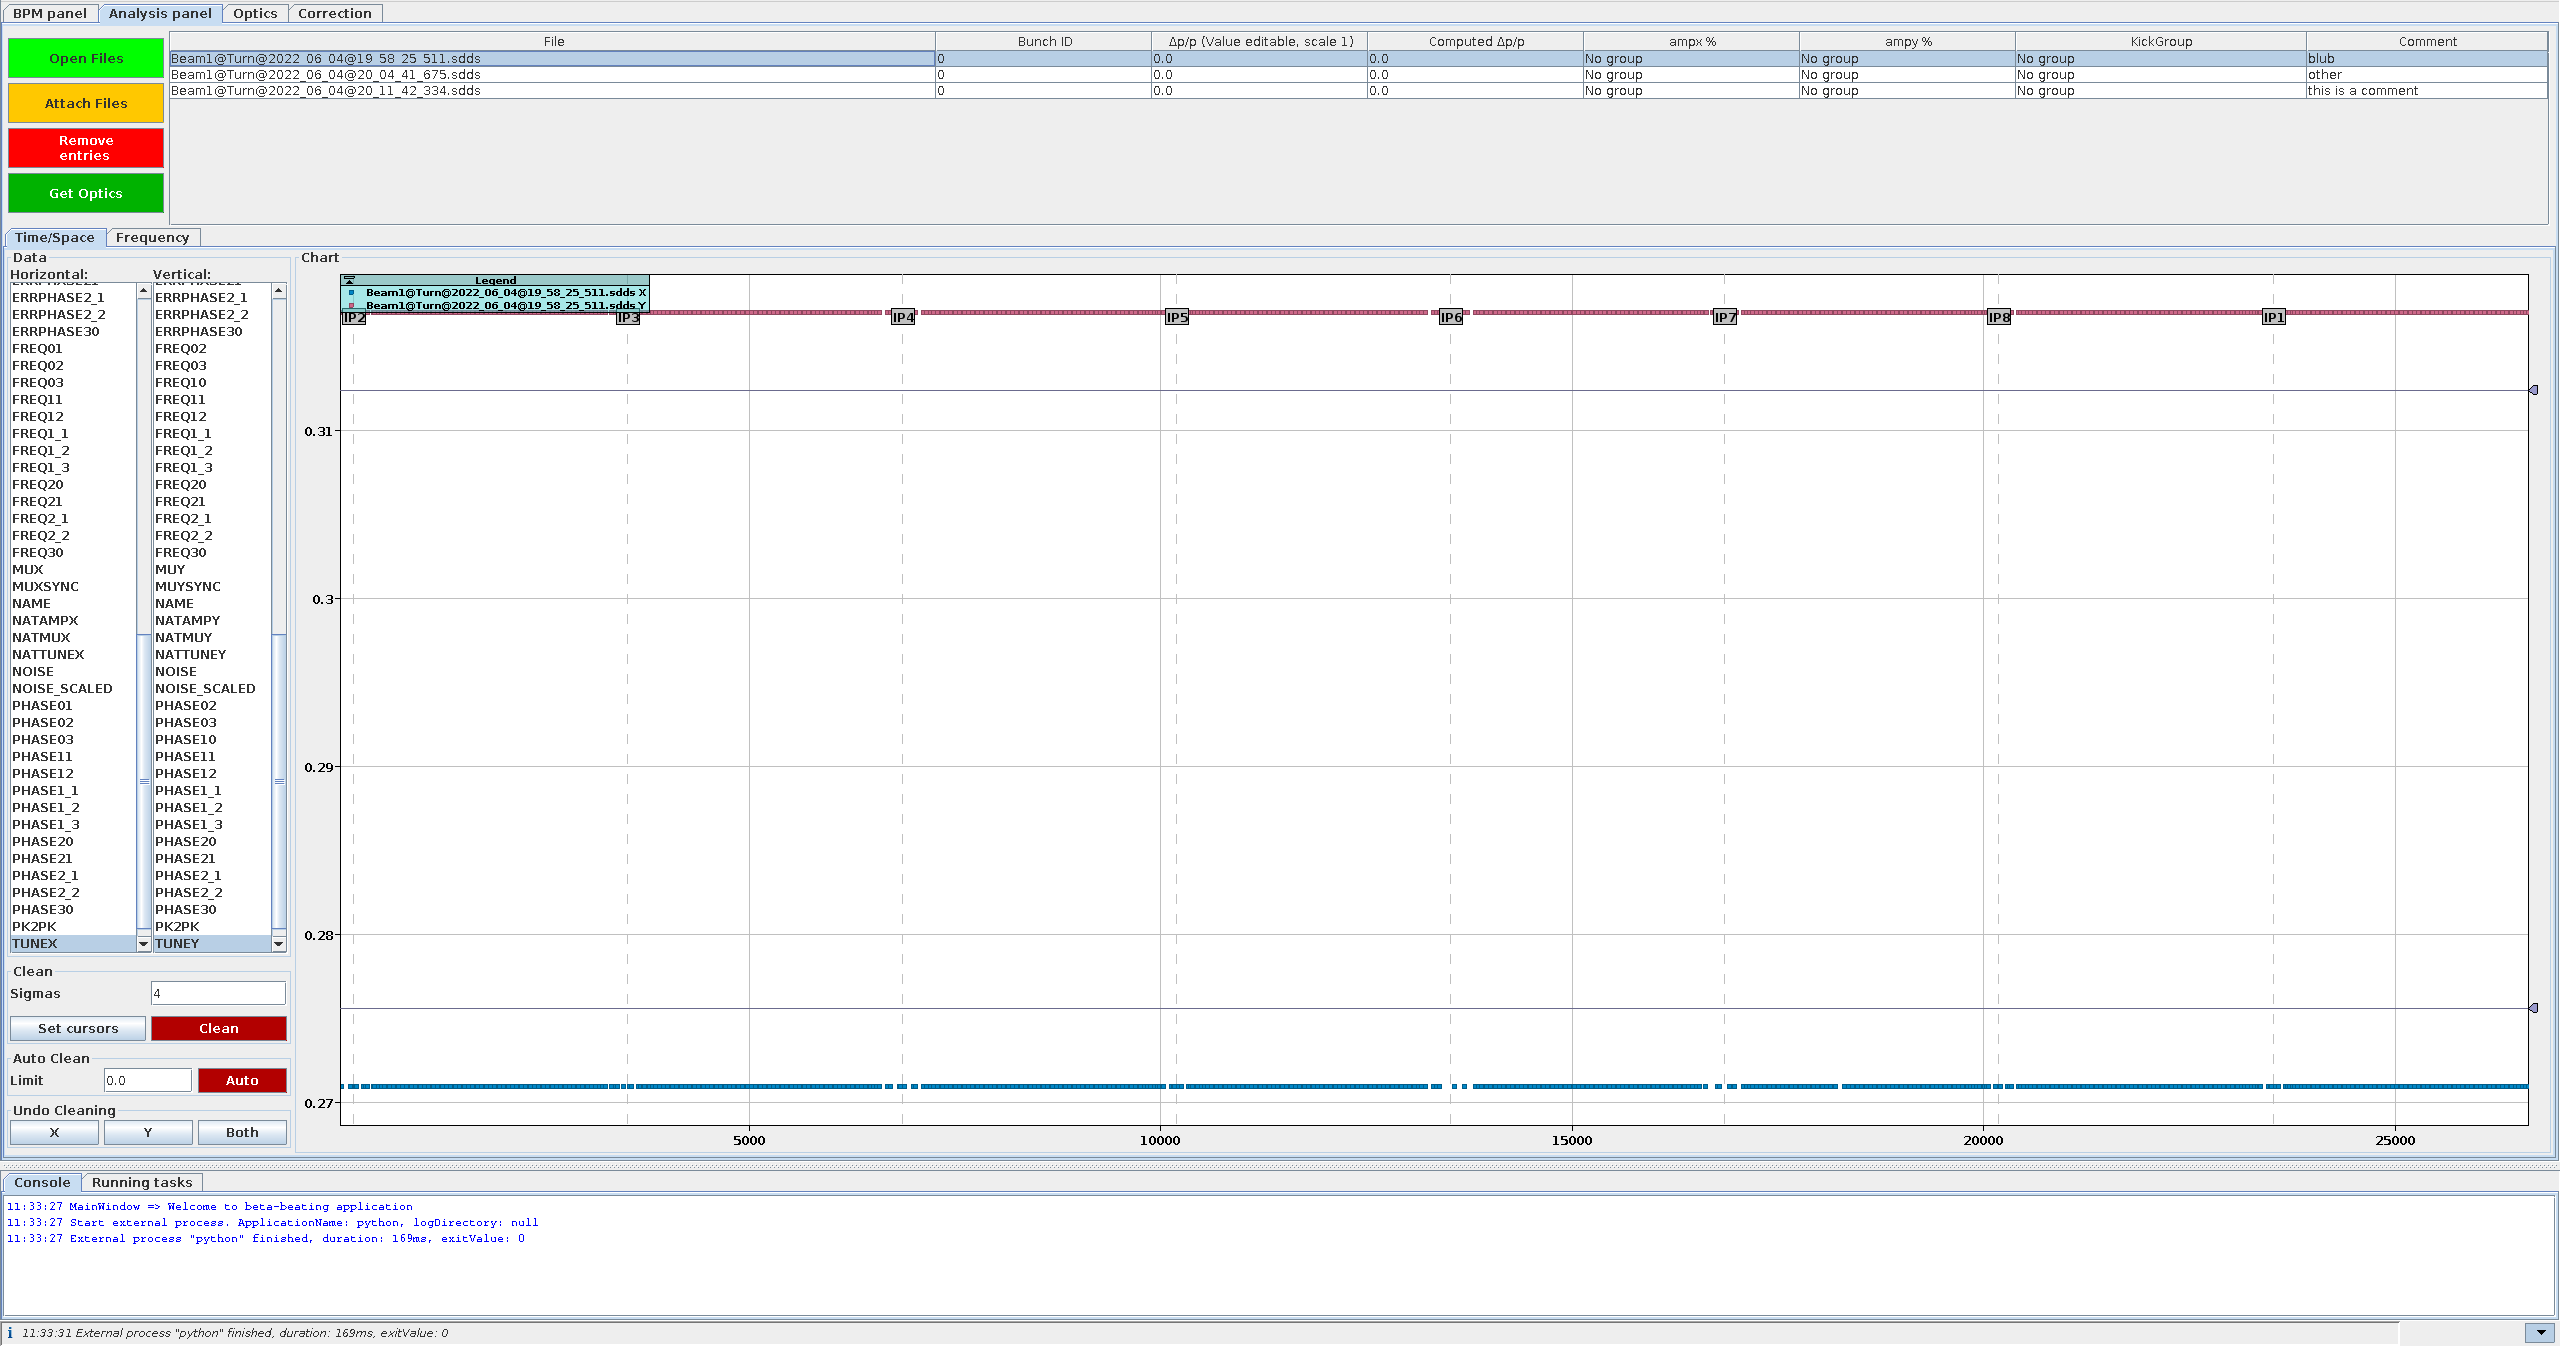 BPM panel Analysis panel Optics Correction
Open Files
Attach Files
Remove entries
Get Optics
File Bunch ID Δp/p (Value editable, scale 1) Computed Δp/p ampx % ampy % KickGroup Comment
Beam1@Turn@2022_06_04@19_58_25_511.sdds 0 0.0 0.0 No group No group No group blub
Beam1@Turn@2022_06_04@20_04_41_675.sdds 0 0.0 0.0 No group No group No group other
Beam1@Turn@2022_06_04@20_11_42_334.sdds 0 0.0 0.0 No group No group No group this is a comment
Time/Space Frequency
Data
Horizontal: Vertical:
ERRPHASE2_1 ERRPHASE2_1
ERRPHASE2_2 ERRPHASE2_2
ERRPHASE30 ERRPHASE30
FREQ01 FREQ02
FREQ02 FREQ03
FREQ03 FREQ10
FREQ11 FREQ11
FREQ12 FREQ12
FREQ1_1 FREQ1_1
FREQ1_2 FREQ1_2
FREQ1_3 FREQ1_3
FREQ20 FREQ20
FREQ21 FREQ21
FREQ2_1 FREQ2_1
FREQ2_2 FREQ2_2
FREQ30 FREQ30
MUX MUY
MUXSYNC MUYSYNC
NAME NAME
NATAMPX NATAMPY
NATMUX NATMUY
NATTUNEX NATTUNEY
NOISE NOISE
NOISE_SCALED NOISE_SCALED
PHASE01 PHASE02
PHASE02 PHASE03
PHASE03 PHASE10
PHASE11 PHASE11
PHASE12 PHASE12
PHASE1_1 PHASE1_1
PHASE1_2 PHASE1_2
PHASE1_3 PHASE1_3
PHASE20 PHASE20
PHASE21 PHASE21
PHASE2_1 PHASE2_1
PHASE2_2 PHASE2_2
PHASE30 PHASE30
PK2PK PK2PK
TUNEX TUNEY
Clean
Sigmas 4
Set cursors Clean
Auto Clean
Limit 0.0 Auto
Undo Cleaning
X Y Both
Chart
Legend
Beam1@Turn@2022_06_04@19_58_25_511.sdds X
Beam1@Turn@2022_06_04@19_58_25_511.sdds Y
IP2 IP3 IP4 IP5 IP6 IP7 IP8 IP1
0.31
0.3
0.29
0.28
0.27
5000 10000 15000 20000 25000
Console Running tasks
11:33:27 MainWindow => Welcome to beta-beating application
11:33:27 Start external process. ApplicationName: python, logDirectory: null
11:33:27 External process "python" finished, duration: 169ms, exitValue: 0
11:33:31 External process "python" finished, duration: 169ms, exitValue: 0